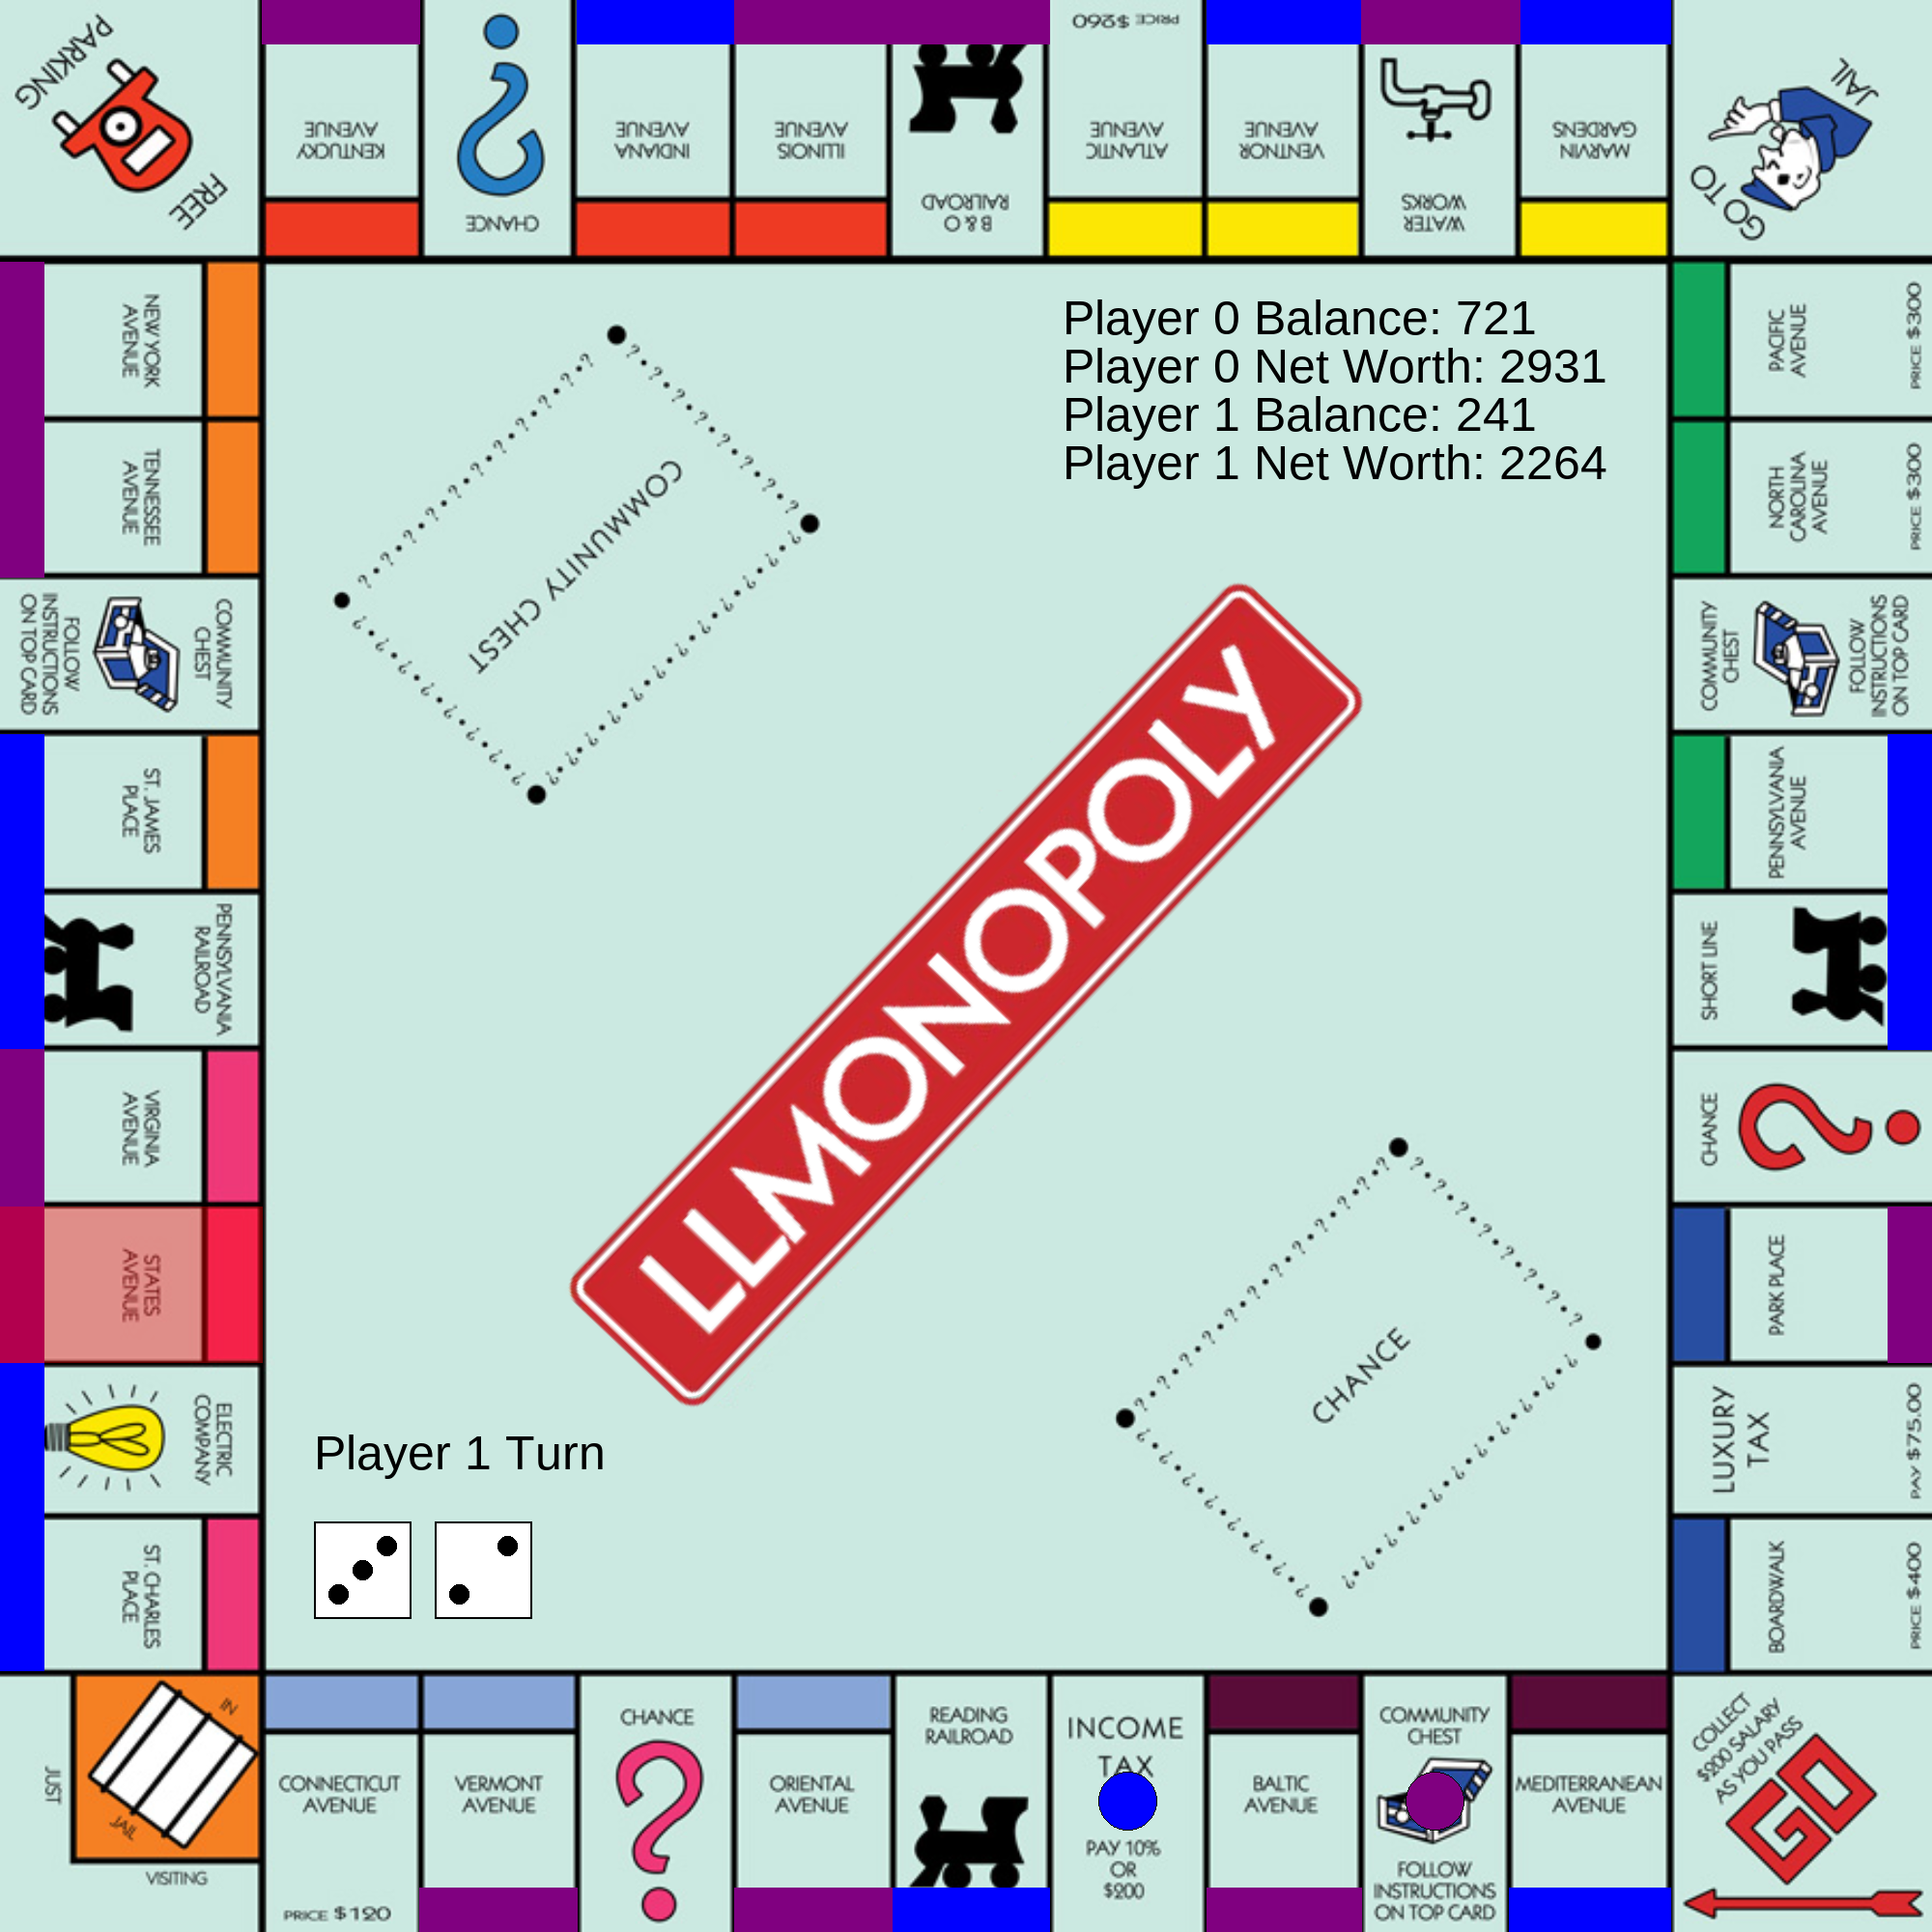 PARKING
FREE
KENTUCKY
AVENUE
CHANCE
INDIANA
AVENUE
ILLINOIS
AVENUE
B & O
RAILROAD
PRICE $260
ATLANTIC
AVENUE
VENTNOR
AVENUE
WATER
WORKS
MARVIN
GARDENS
GO TO
JAIL
NEW YORK
AVENUE
TENNESSEE
AVENUE
COMMUNITY
CHEST
FOLLOW
INSTRUCTIONS
ON TOP CARD
ST. JAMES
PLACE
PENNSYLVANIA
RAILROAD
VIRGINIA
AVENUE
STATES
AVENUE
ELECTRIC
COMPANY
ST. CHARLES
PLACE
Player 0 Balance: 721
Player 0 Net Worth: 2931
Player 1 Balance: 241
Player 1 Net Worth: 2264
COMMUNITY CHEST
LLMONOPOLY
CHANCE
Player 1 Turn
PACIFIC
AVENUE
PRICE $300
NORTH
CAROLINA
AVENUE
PRICE $300
COMMUNITY
CHEST
FOLLOW
INSTRUCTIONS
ON TOP CARD
PENNSYLVANIA
AVENUE
SHORT LINE
CHANCE
PARK PLACE
LUXURY
TAX
PAY $75.00
BOARDWALK
PRICE $400
JUST
VISITING
IN
JAIL
CONNECTICUT
AVENUE
PRICE $120
VERMONT
AVENUE
CHANCE
ORIENTAL
AVENUE
READING
RAILROAD
INCOME
TAX
PAY 10%
OR
$200
BALTIC
AVENUE
COMMUNITY
CHEST
FOLLOW
INSTRUCTIONS
ON TOP CARD
MEDITERRANEAN
AVENUE
COLLECT
$200 SALARY
AS YOU PASS
GO